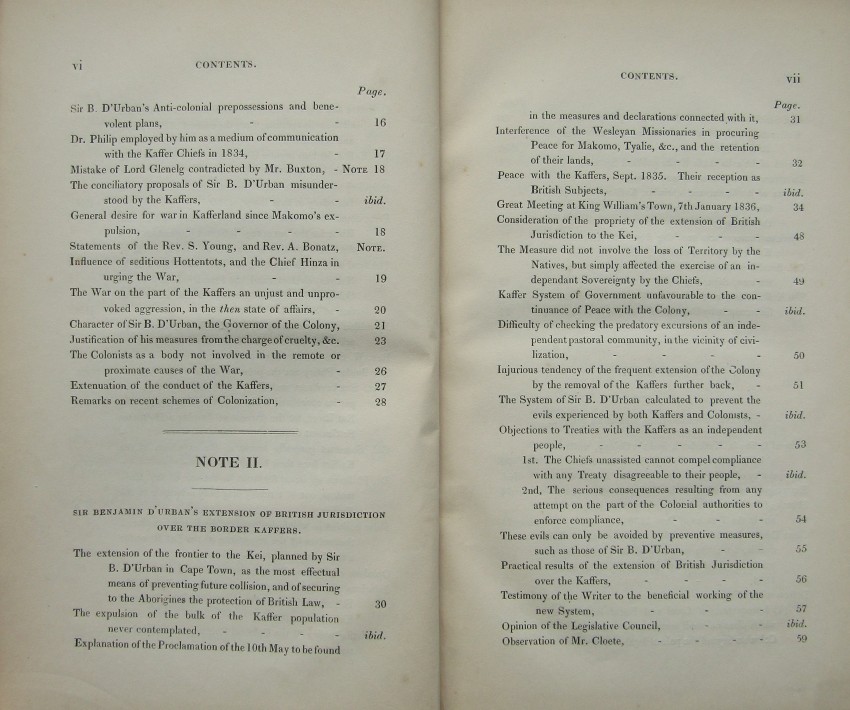 vi
CONTENTS.
Page.
Sir B. D'Urban's Anti-colonial prepossessions and bene-
volent plans, - - 16
Dr. Philip employed by him as a medium of communication
with the Kaffer Chiefs in 1834, - 17
Mistake of Lord Glenelg contradicted by Mr. Buxton, - NOTE 18
The conciliatory proposals of Sir B. D'Urban misunder-
stood by the Kaffers, - - ibid.
General desire for war in Kafferland since Makomo's ex-
pulsion, - - - - 18
Statements of the Rev. S. Young, and Rev. A. Bonatz, NOTE.
Influence of seditious Hottentots, and the Chief Hinza in
urging the War, - - 19
The War on the part of the Kaffers an unjust and unpro-
voked aggression, in the then state of affairs, - 20
Character of Sir B. D'Urban, the Governor of the Colony, 21
Justification of his measures from the charge of cruelty, &c. 23
The Colonists as a body not involved in the remote or
proximate causes of the War, - 26
Extenuation of the conduct of the Kaffers, - 27
Remarks on recent schemes of Colonization, - 28
NOTE II.
SIR BENJAMIN D'URBAN'S EXTENSION OF BRITISH JURISDICTION
OVER THE BORDER KAFFERS.
The extension of the frontier to the Kei, planned by Sir
B. D'Urban in Cape Town, as the most effectual
means of preventing future collision, and of securing
to the Aborigines the protection of British Law, - 30
The expulsion of the bulk of the Kaffer population
never contemplated, - - - - ibid.
Explanation of the Proclamation of the 10th May to be found
CONTENTS.
vii
Page.
in the measures and declarations connected with it, 31
Interference of the Wesleyan Missionaries in procuring
Peace for Makomo, Tyalie, &c., and the retention
of their lands, - - - - 32
Peace with the Kaffers, Sept. 1835. Their reception as
British Subjects, - - - - ibid.
Great Meeting at King William's Town, 7th January 1836, 34
Consideration of the propriety of the extension of British
Jurisdiction to the Kei, - - - 48
The Measure did not involve the loss of Territory by the
Natives, but simply affected the exercise of an in-
dependant Sovereignty by the Chiefs, - 49
Kaffer System of Government unfavourable to the con-
tinuance of Peace with the Colony, - - ibid.
Difficulty of checking the predatory excursions of an inde-
pendent pastoral community, in the vicinity of civi-
lization, - - - - 50
Injurious tendency of the frequent extension of the Colony
by the removal of the Kaffers further back, - 51
The System of Sir B. D'Urban calculated to prevent the
evils experienced by both Kaffers and Colonists, - ibid.
Objections to Treaties with the Kaffers as an independent
people, - - - - - 53
1st. The Chiefs unassisted cannot compel compliance
with any Treaty disagreeable to their people, - ibid.
2nd, The serious consequences resulting from any
attempt on the part of the Colonial authorities to
enforce compliance, - - - 54
These evils can only be avoided by preventive measures,
such as those of Sir B. D'Urban, - - 55
Practical results of the extension of British Jurisdiction
over the Kaffers, - - - - 56
Testimony of the Writer to the beneficial working of the
new System, - - - 57
Opinion of the Legislative Council, - - ibid.
Observation of Mr. Cloete, - - - - 59